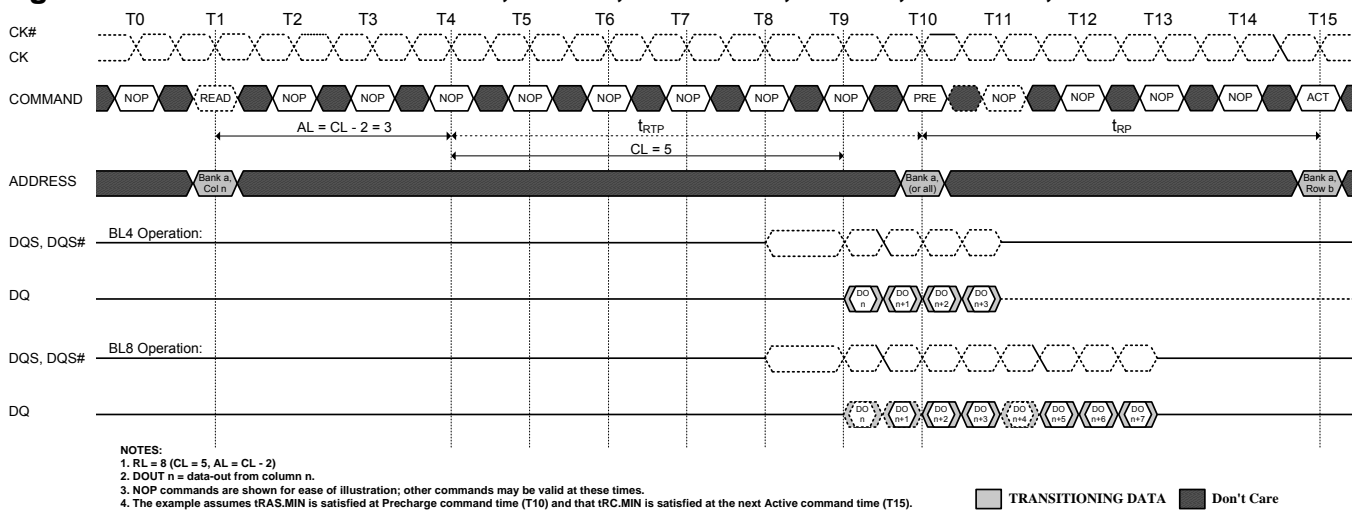 T0 T1 T2 T3 T4 T5 T6 T7 T8 T9 T10 T11 T12 T13 T14 T15
CK#
CK
COMMAND NOP READ NOP NOP NOP NOP NOP NOP NOP NOP PRE NOP NOP NOP NOP ACT
AL = CL - 2 = 3 tRTP tRP
CL = 5
ADDRESS Bank a, Col n Bank a, (or all) Bank a, Row b
DQS, DQS# BL4 Operation:
DQ DO n DO n+1 DO n+2 DO n+3
DQS, DQS# BL8 Operation:
DQ DO n DO n+1 DO n+2 DO n+3 DO n+4 DO n+5 DO n+6 DO n+7
NOTES:
1. RL = 8 (CL = 5, AL = CL - 2)
2. DOUT n = data-out from column n.
3. NOP commands are shown for ease of illustration; other commands may be valid at these times.
4. The example assumes tRAS.MIN is satisfied at Precharge command time (T10) and that tRC.MIN is satisfied at the next Active command time (T15).
TRANSITIONING DATA Don't Care